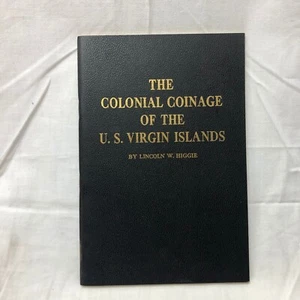 THE
COLONIAL COINAGE
OF THE
U. S. VIRGIN ISLANDS
BY LINCOLN W. HIGGIE